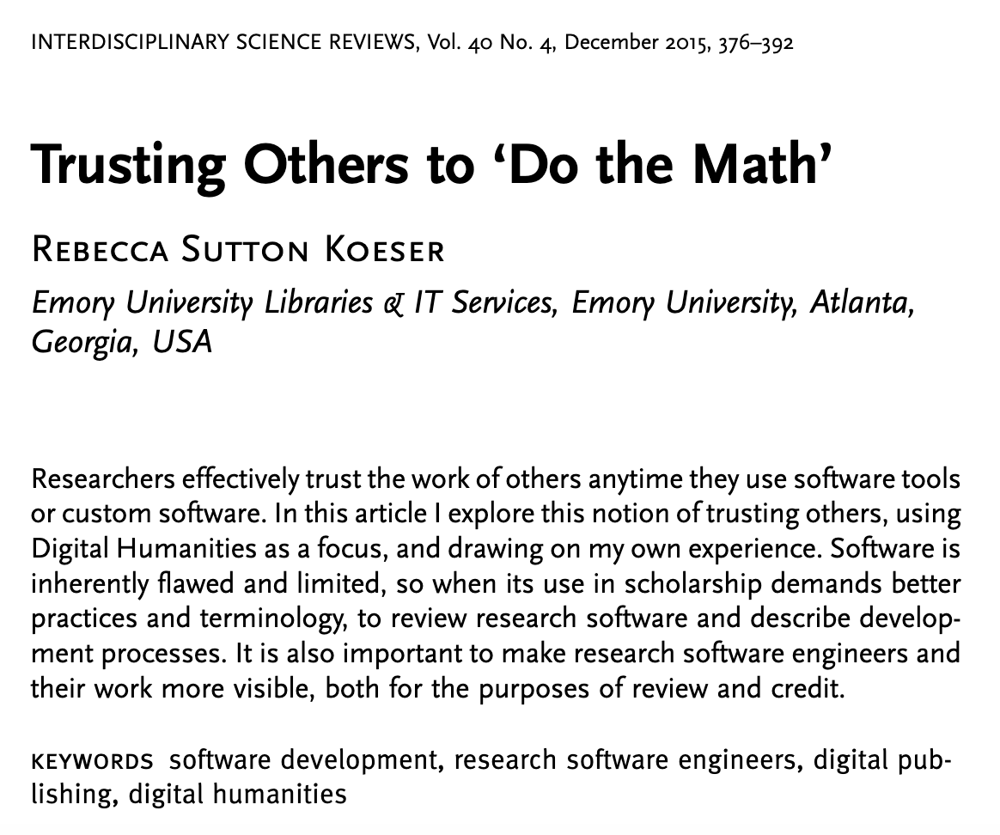 INTERDISCIPLINARY SCIENCE REVIEWS, Vol. 40 No. 4, December 2015, 376–392
Trusting Others to ‘Do the Math’
Rebecca Sutton Koeser
Emory University Libraries & IT Services, Emory University, Atlanta,
Georgia, USA
Researchers effectively trust the work of others anytime they use software tools
or custom software. In this article I explore this notion of trusting others, using
Digital Humanities as a focus, and drawing on my own experience. Software is
inherently flawed and limited, so when its use in scholarship demands better
practices and terminology, to review research software and describe develop-
ment processes. It is also important to make research software engineers and
their work more visible, both for the purposes of review and credit.
KEYWORDS software development, research software engineers, digital pub-
lishing, digital humanities